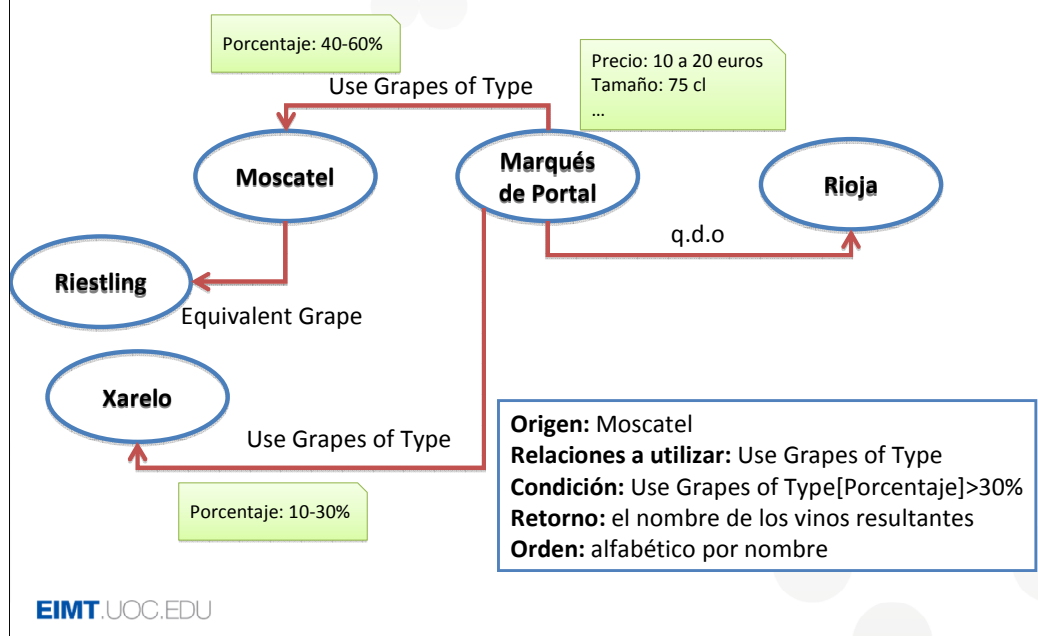 Porcentaje: 40-60%
Precio: 10 a 20 euros
Tamaño: 75 cl
...
Use Grapes of Type
Moscatel
Marqués
de Portal
Rioja
q.d.o
Riestling
Equivalent Grape
Xarelo
Use Grapes of Type
Porcentaje: 10-30%
Origen: Moscatel
Relaciones a utilizar: Use Grapes of Type
Condición: Use Grapes of Type[Porcentaje]>30%
Retorno: el nombre de los vinos resultantes
Orden: alfabético por nombre
EIMT.UOC.EDU